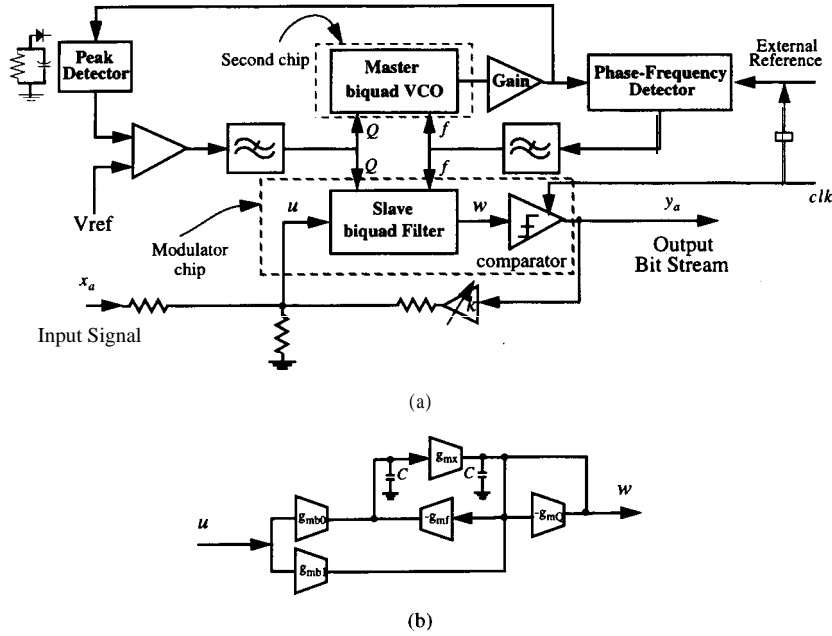 Peak
Detector
Second chip
Master
biquad VCO
Gain
Phase-Frequency
Detector
External
Reference
Q
f
Q
f
Vref
Modulator
chip
u
Slave
biquad Filter
w
comparator
clk
y_a
Output
Bit Stream
x_a
Input Signal
k
(a)
C
g_mx
C
u
g_mb0
-g_mf
-g_mQ
w
g_mb1
(b)